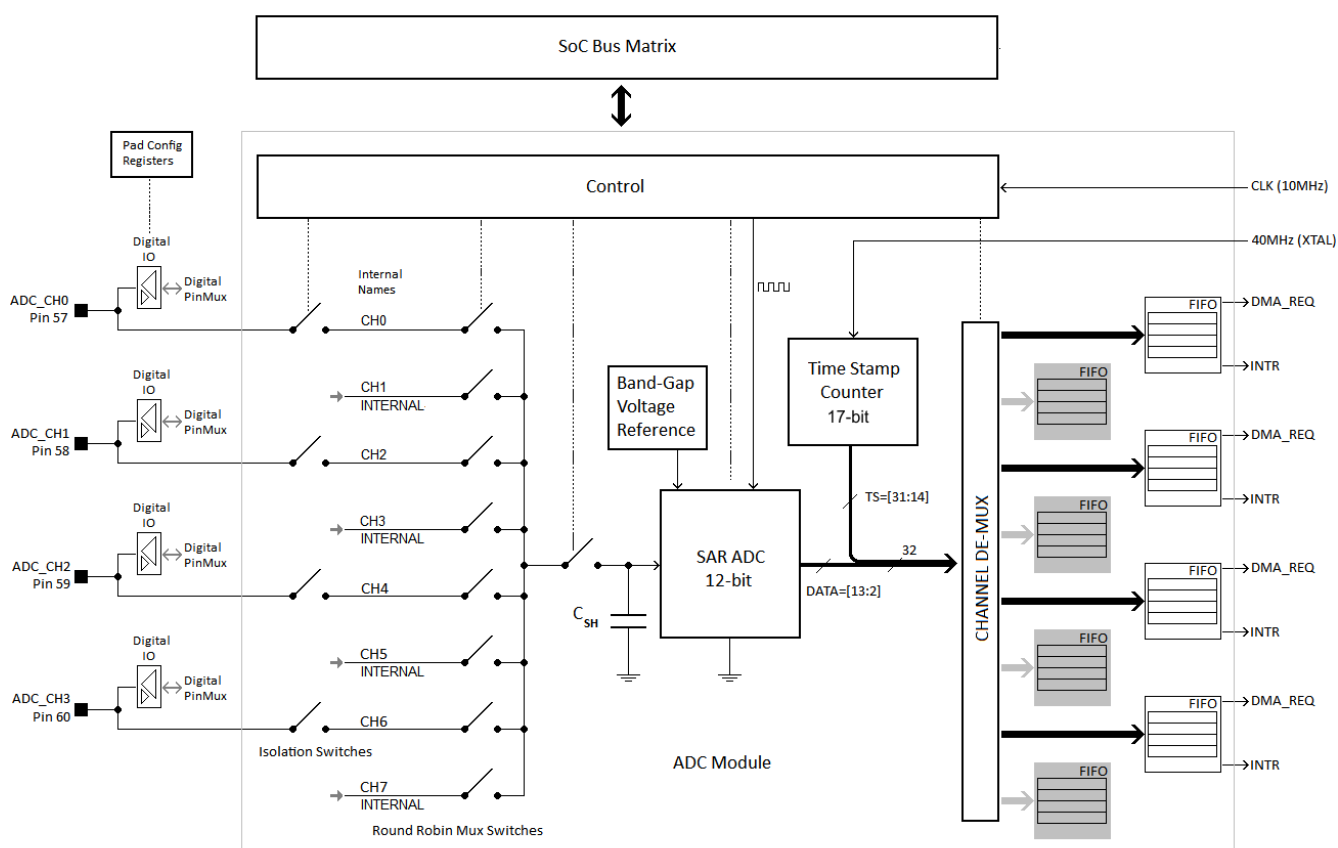 SoC Bus Matrix
Pad Config
Registers
Control
CLK (10MHz)
40MHz (XTAL)
Digital
IO
Digital
PinMux
ADC_CH0
Pin 57
Internal
Names
CH0
FIFO
DMA_REQ
INTR
Time Stamp
Counter
17-bit
Band-Gap
Voltage
Reference
CH1
INTERNAL
FIFO
Digital
IO
Digital
PinMux
ADC_CH1
Pin 58
CH2
FIFO
DMA_REQ
INTR
TS=[31:14]
CH3
INTERNAL
FIFO
Digital
IO
Digital
PinMux
ADC_CH2
Pin 59
CH4
SAR ADC
12-bit
32
DATA=[13:2]
CHANNEL DE-MUX
FIFO
DMA_REQ
INTR
CSH
CH5
INTERNAL
FIFO
Digital
IO
Digital
PinMux
ADC_CH3
Pin 60
CH6
Isolation Switches
FIFO
DMA_REQ
INTR
ADC Module
CH7
INTERNAL
FIFO
Round Robin Mux Switches